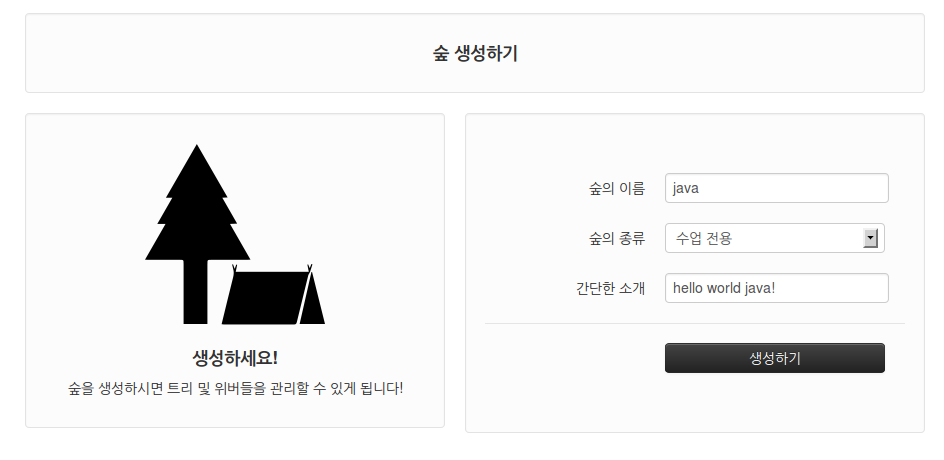 숲 생성하기
생성하세요!
숲을 생성하시면 트리 및 위버들을 관리할 수 있게 됩니다!
숲의 이름 java
숲의 종류 수업 전용
간단한 소개 hello world java!
생성하기